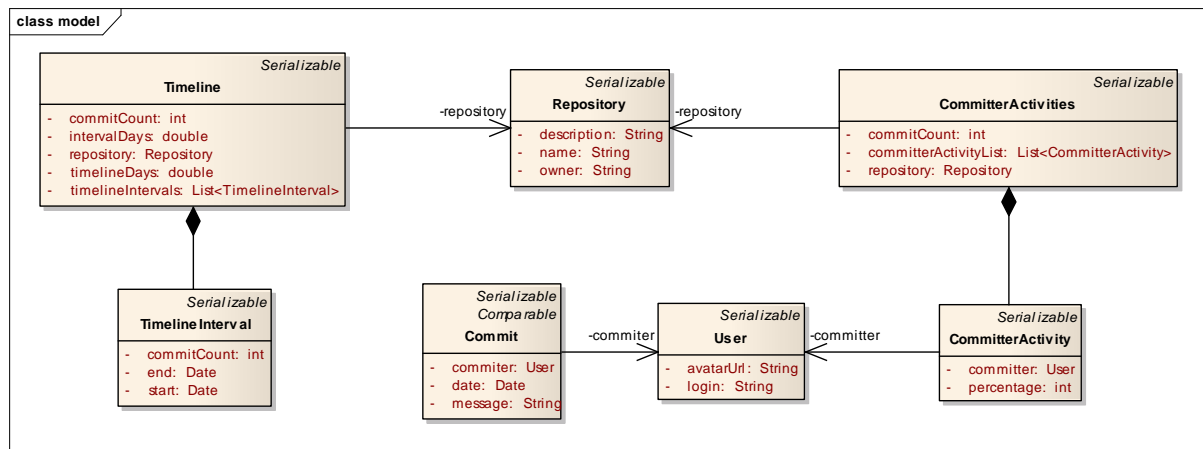 class model
Serializable
Timeline
- commitCount: int
- intervalDays: double
- repository: Repository
- timelineDays: double
- timelineIntervals: List<TimelineInterval>
-repository
Serializable
Repository
- description: String
- name: String
- owner: String
-repository
Serializable
CommitterActivities
- commitCount: int
- committerActivityList: List<CommitterActivity>
- repository: Repository
Serializable
TimelineInterval
- commitCount: int
- end: Date
- start: Date
Serializable
Comparable
Commit
- commiter: User
- date: Date
- message: String
-commiter
Serializable
User
- avatarUrl: String
- login: String
-committer
Serializable
CommitterActivity
- committer: User
- percentage: int